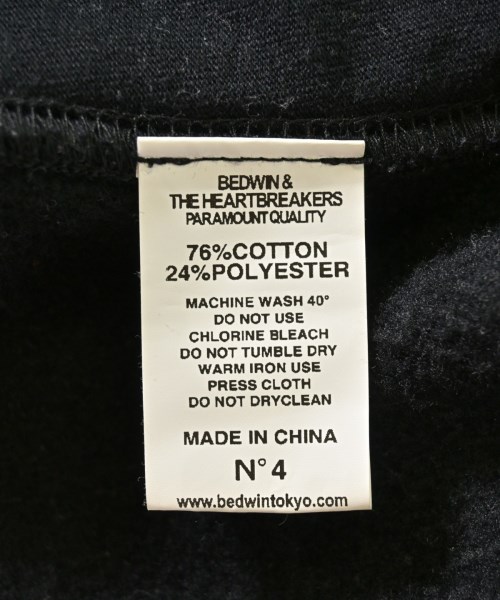 BEDWIN &
THE HEARTBREAKERS
PARAMOUNT QUALITY
76%COTTON
24%POLYESTER
MACHINE WASH 40°
DO NOT USE
CHLORINE BLEACH
DO NOT TUMBLE DRY
WARM IRON USE
PRESS CLOTH
DO NOT DRYCLEAN
MADE IN CHINA
N°4
www.bedwintokyo.com